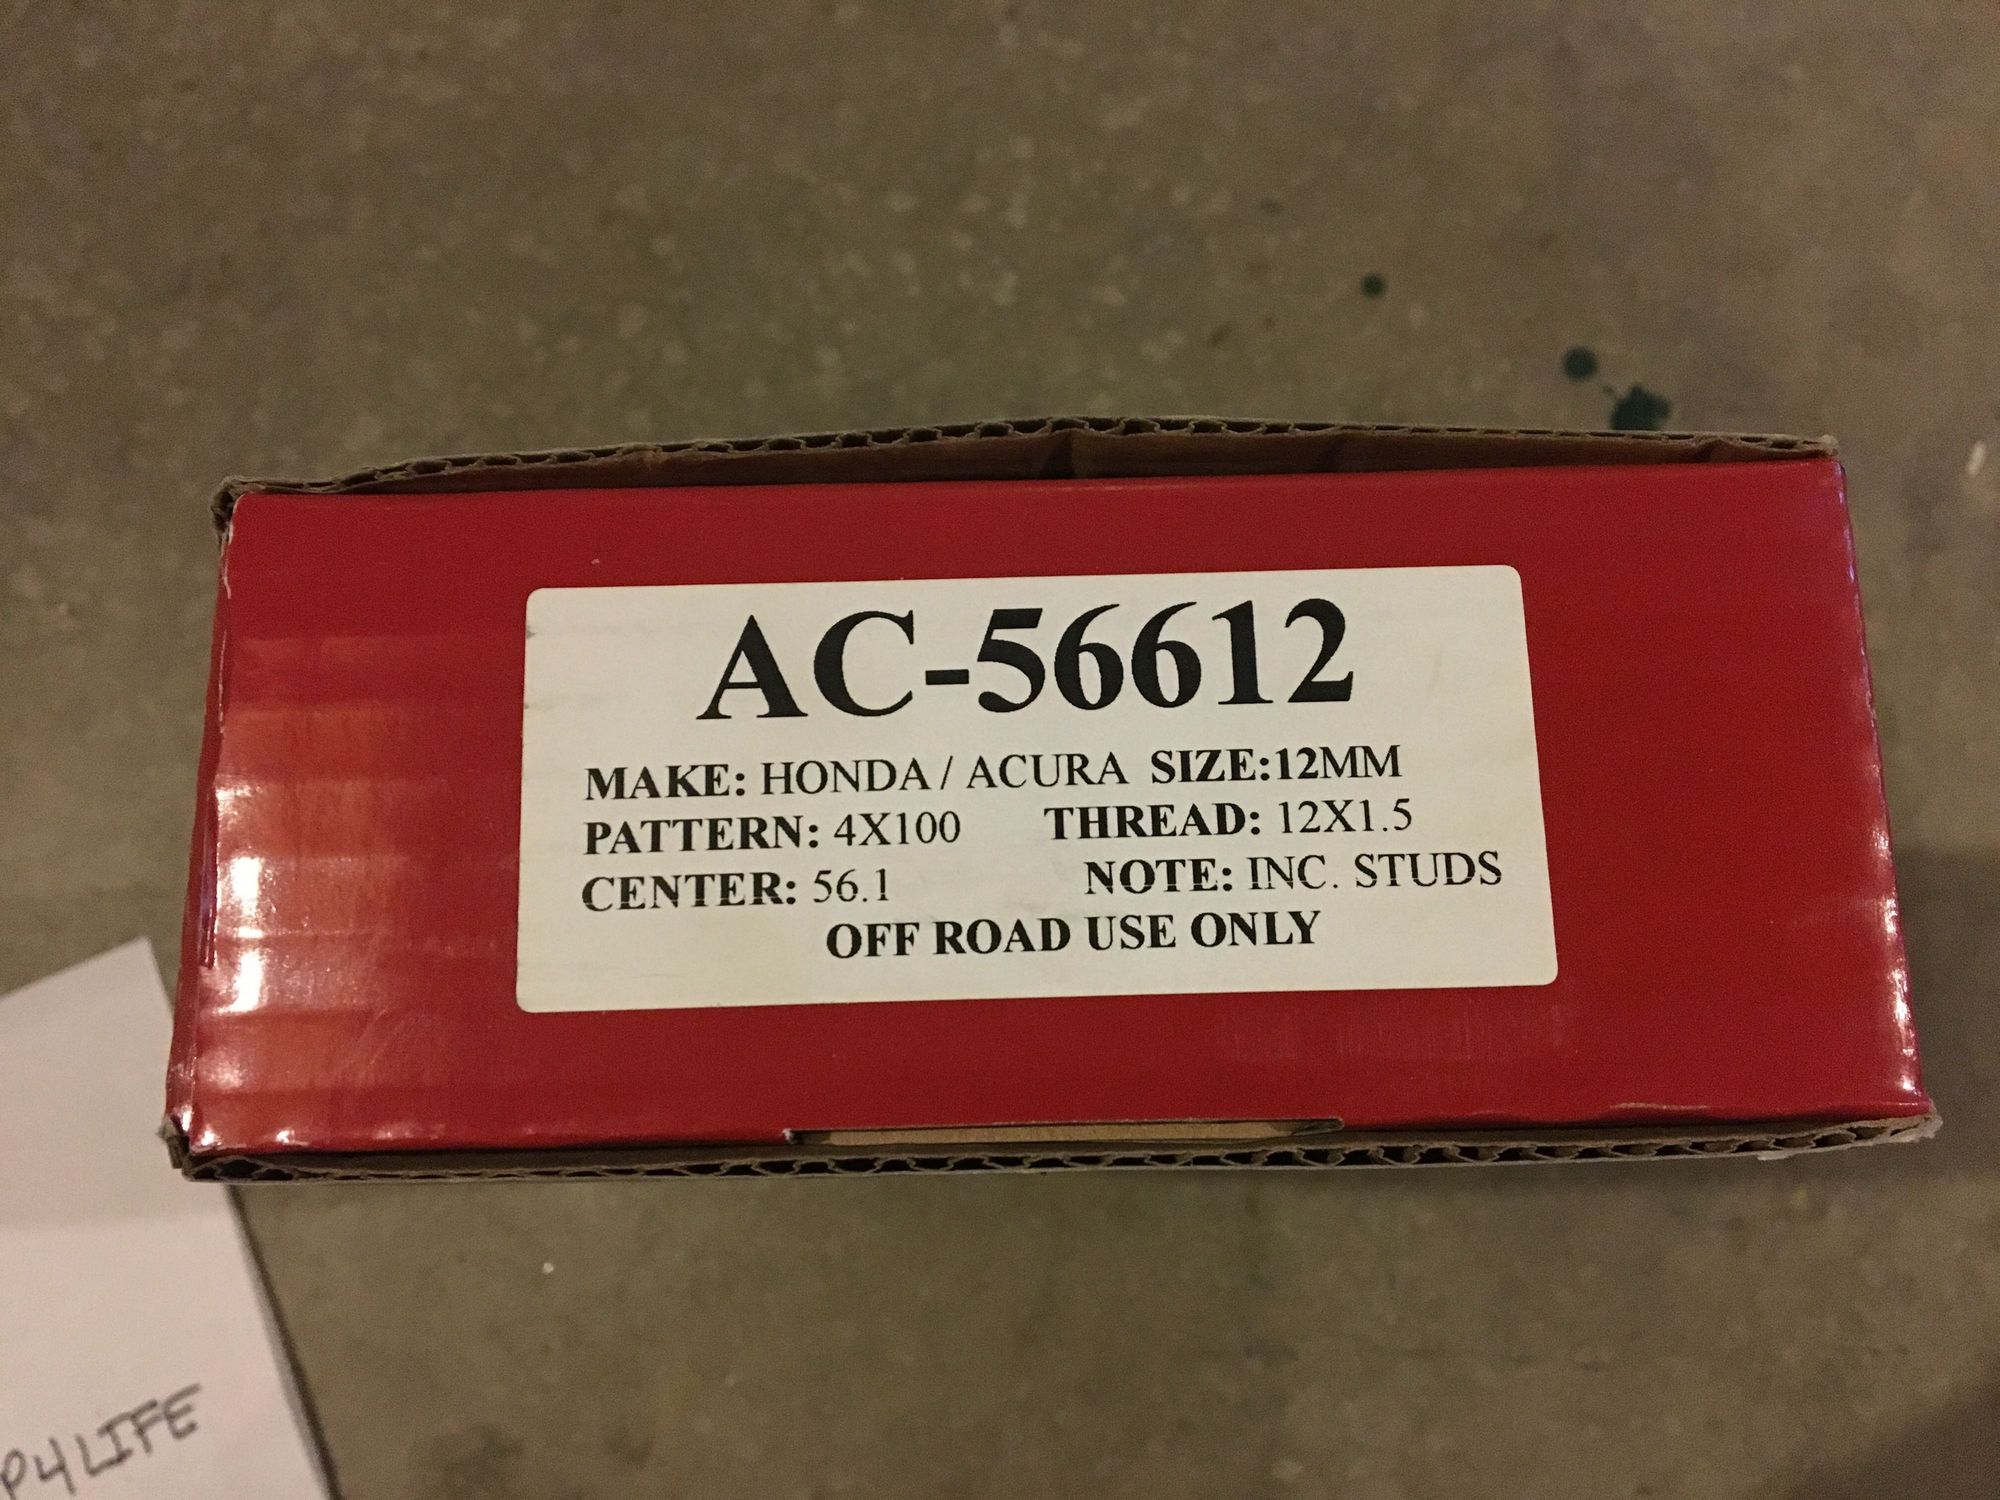 AC-56612
MAKE: HONDA / ACURA SIZE:12MM
PATTERN: 4X100 THREAD: 12X1.5
CENTER: 56.1 NOTE: INC. STUDS
OFF ROAD USE ONLY
P4LIFE